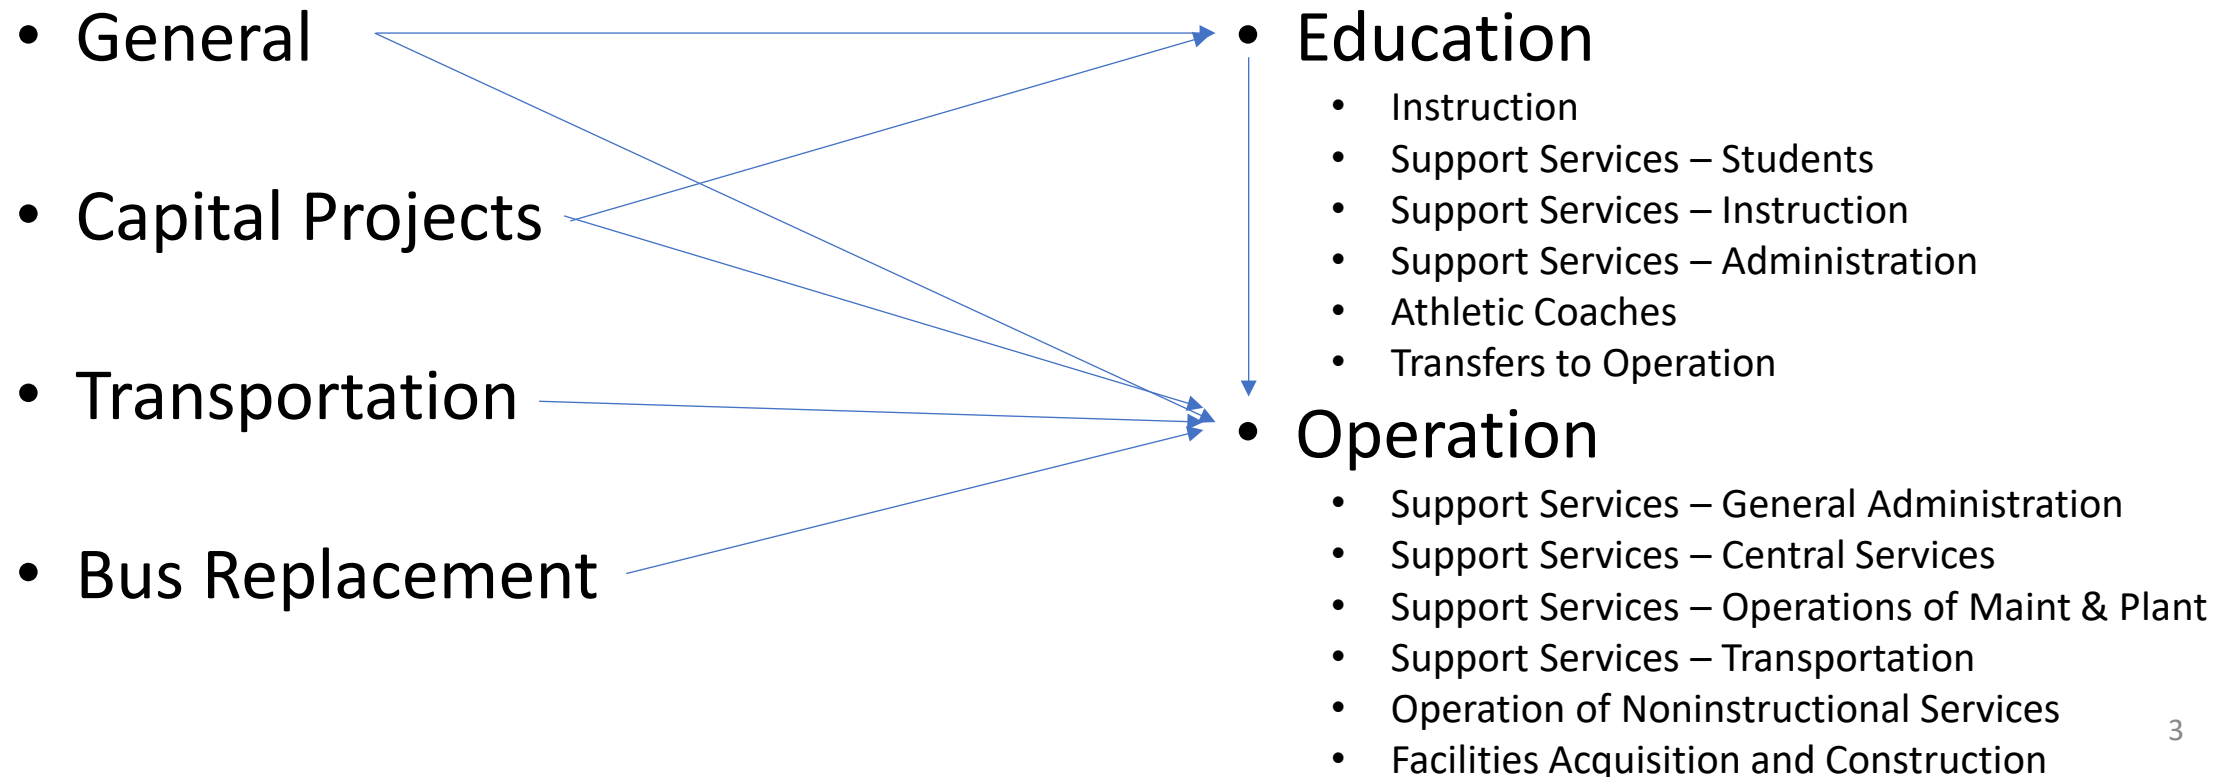 • General
• Capital Projects
• Transportation
• Bus Replacement
• Education
• Instruction
• Support Services – Students
• Support Services – Instruction
• Support Services – Administration
• Athletic Coaches
• Transfers to Operation
• Operation
• Support Services – General Administration
• Support Services – Central Services
• Support Services – Operations of Maint & Plant
• Support Services – Transportation
• Operation of Noninstructional Services
• Facilities Acquisition and Construction
3